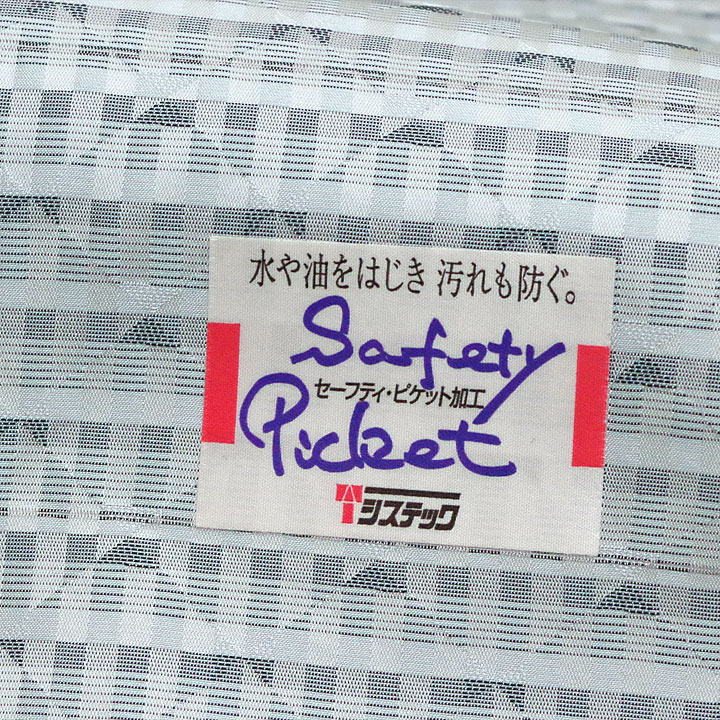 水や油をはじき 汚れも防ぐ。
Safety
セーフティ・ピケット加工
Picket
システック